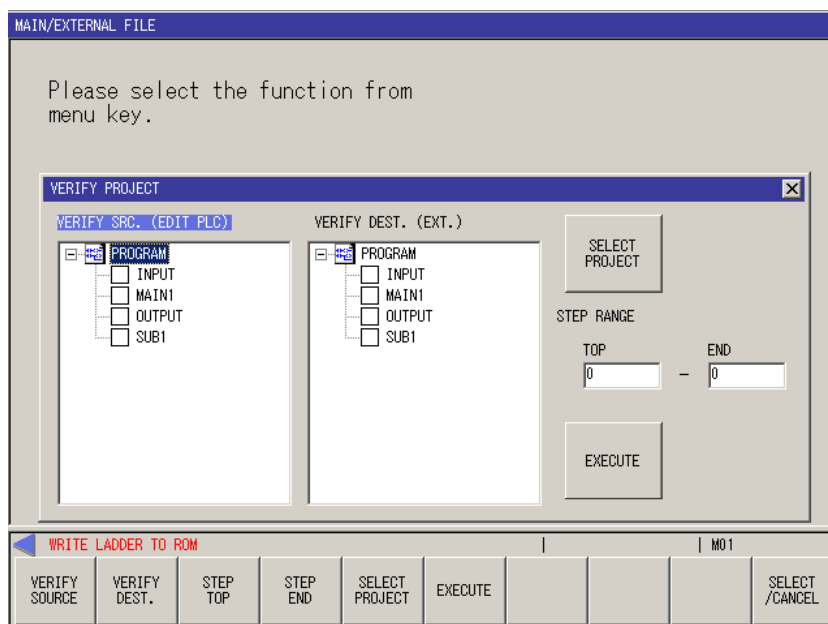 MAIN/EXTERNAL FILE
Please select the function from
menu key.
VERIFY PROJECT
VERIFY SRC. (EDIT PLC)
PROGRAM
INPUT
MAIN1
OUTPUT
SUB1
VERIFY DEST. (EXT.)
PROGRAM
INPUT
MAIN1
OUTPUT
SUB1
SELECT
PROJECT
STEP RANGE
TOP
END
0
-
0
EXECUTE
WRITE LADDER TO ROM
| M01
VERIFY
SOURCE
VERIFY
DEST.
STEP
TOP
STEP
END
SELECT
PROJECT
EXECUTE
SELECT
/CANCEL